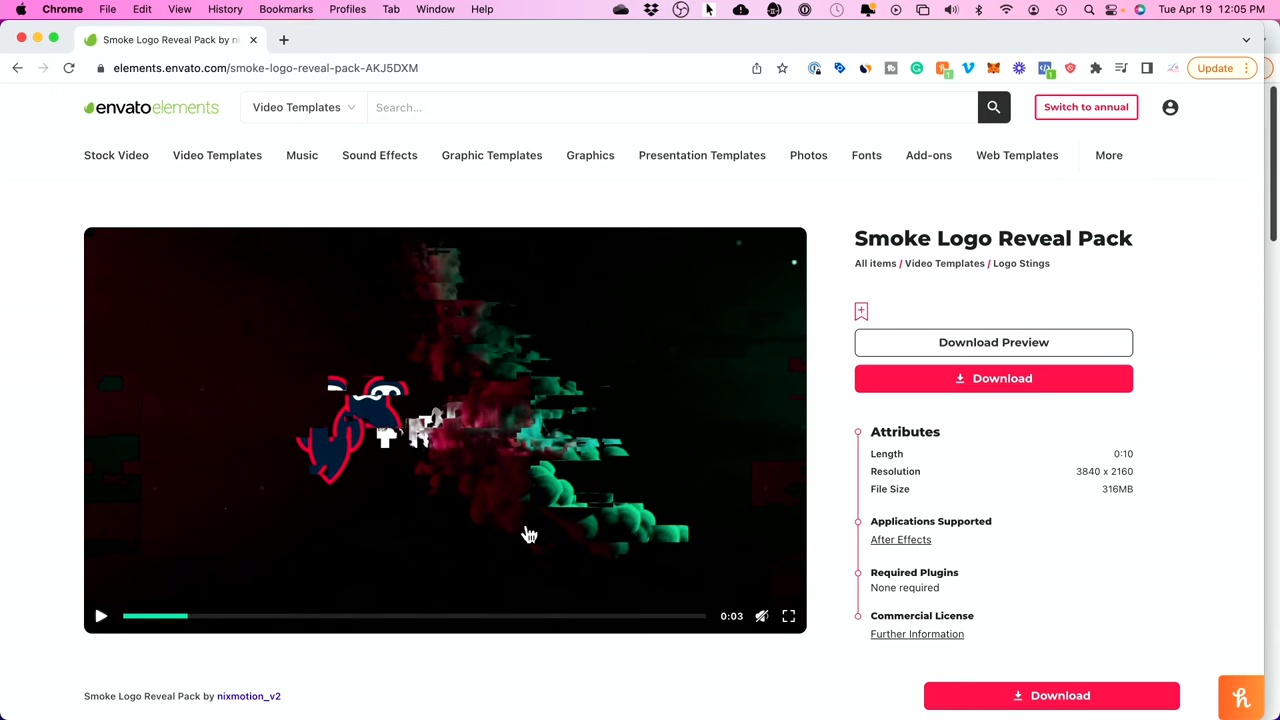 Chrome File Edit View History Bookmarks Profiles Tab Window Help Tue Apr 19 12:05 PM
Smoke Logo Reveal Pack by ni
elements.envato.com/smoke-logo-reveal-pack-AKJ5DXM
Update
envatoelements
Video Templates
Search...
Switch to annual
Stock Video Video Templates Music Sound Effects Graphic Templates Graphics Presentation Templates Photos Fonts Add-ons Web Templates More
Smoke Logo Reveal Pack
All items / Video Templates / Logo Stings
Download Preview
Download
Attributes
Length 0:10
Resolution 3840 x 2160
File Size 316MB
Applications Supported
After Effects
Required Plugins
None required
Commercial License
Further Information
0:03
Smoke Logo Reveal Pack by nixmotion_v2
Download